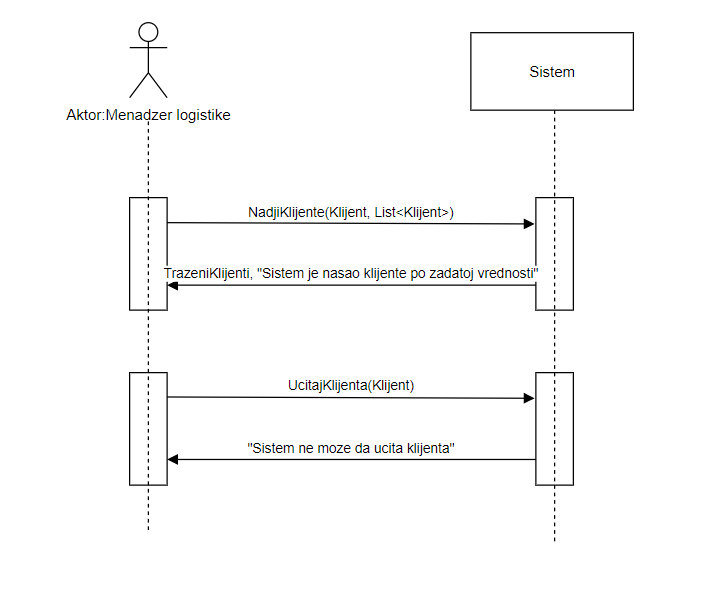 Sistem
Aktor:Menadzer logistike
NadjiKlijente(Klijent, List<Klijent>)
TrazeniKlijenti, "Sistem je nasao klijente po zadatoj vrednosti"
UcitajKlijenta(Klijent)
"Sistem ne moze da ucita klijenta"